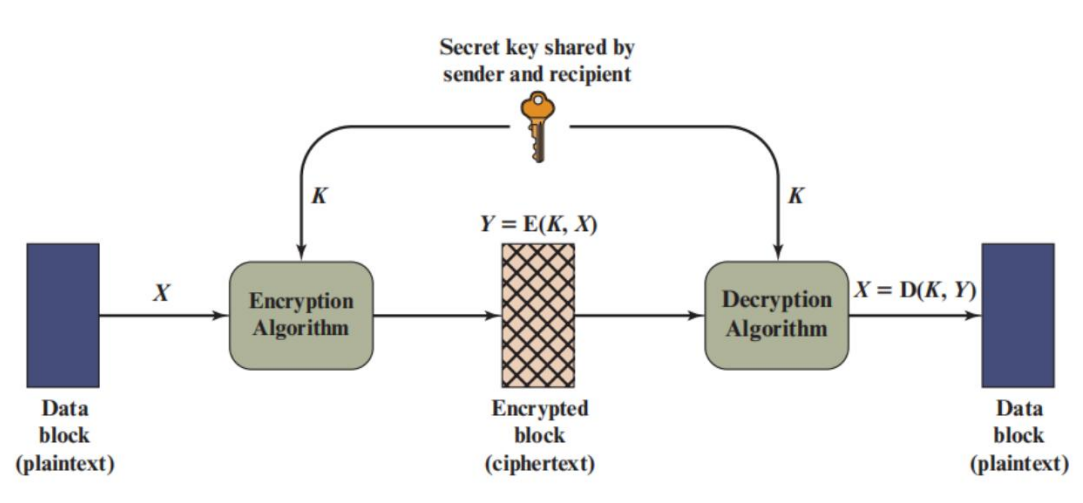 Secret key shared by
sender and recipient
K
K
Y = E(K, X)
X
Encryption
Algorithm
Decryption
Algorithm
X = D(K, Y)
Data
block
(plaintext)
Encrypted
block
(ciphertext)
Data
block
(plaintext)